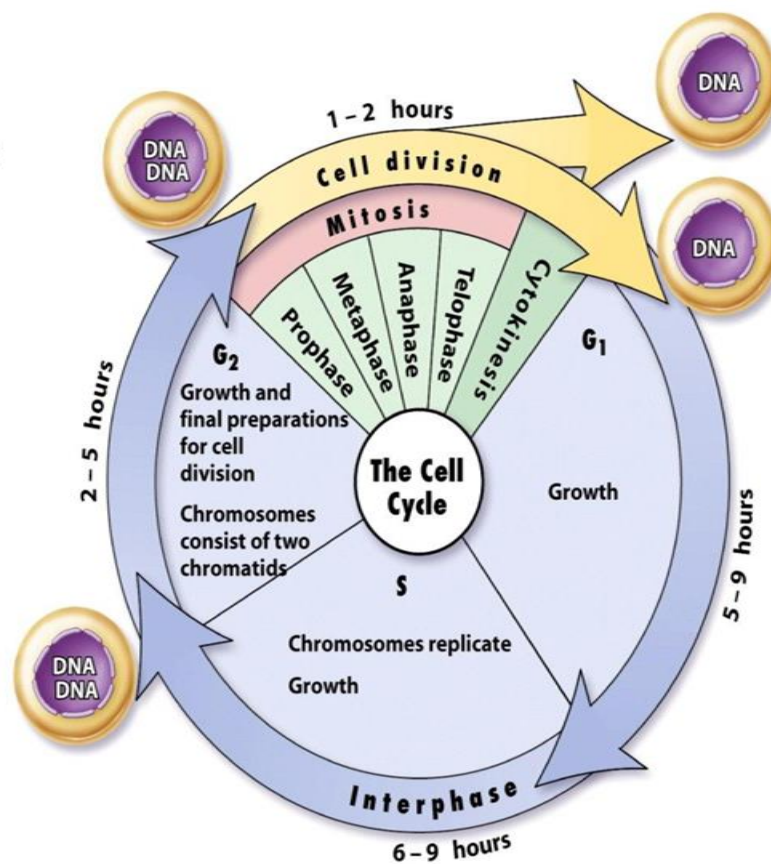 1–2 hours
DNA
DNA
DNA
Cell division
Mitosis
DNA
Prophase
Metaphase
Anaphase
Telophase
Cytokinesis
G1
G2
Growth and
final preparations
for cell
division
Chromosomes
consist of two
chromatids
2–5 hours
The Cell
Cycle
Growth
5–9 hours
S
Chromosomes replicate
Growth
DNA
DNA
Interphase
6–9 hours